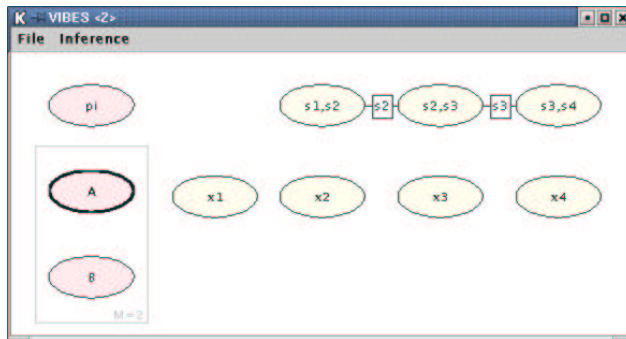 VIBES <2>
File Inference
pi
s1,s2 s2 s2,s3 s3 s3,s4
A
x1 x2 x3 x4
B
M=2